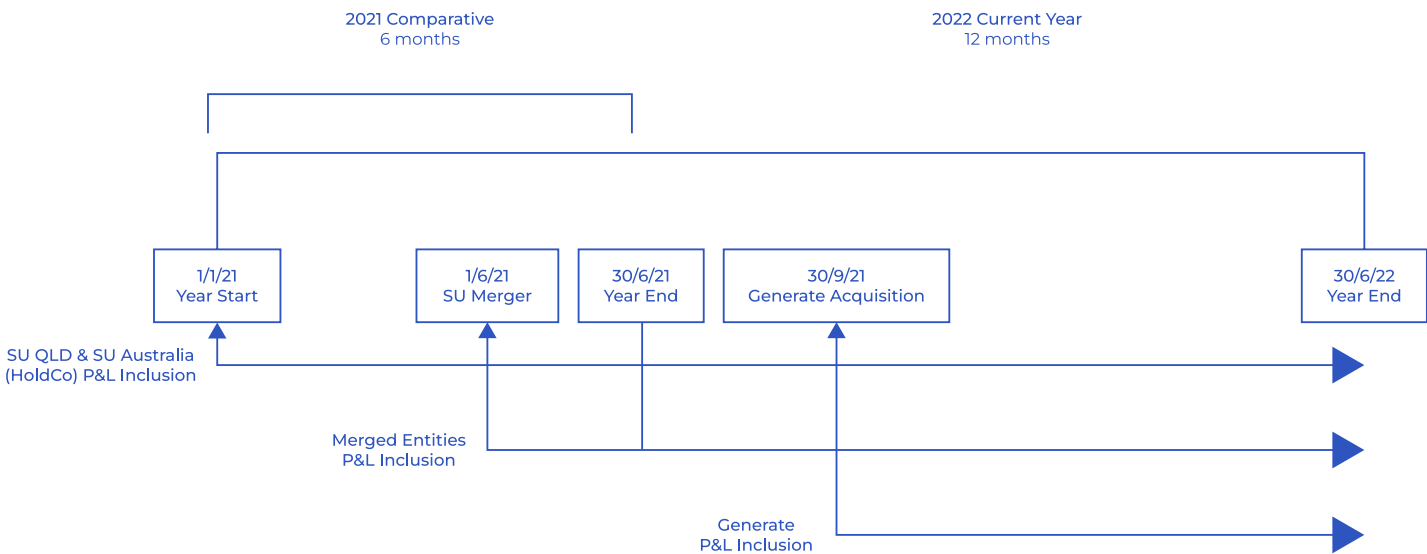 2021 Comparative
6 months
2022 Current Year
12 months
1/1/21
Year Start
1/6/21
SU Merger
30/6/21
Year End
30/9/21
Generate Acquisition
30/6/22
Year End
SU QLD & SU Australia
(HoldCo) P&L Inclusion
Merged Entities
P&L Inclusion
Generate
P&L Inclusion